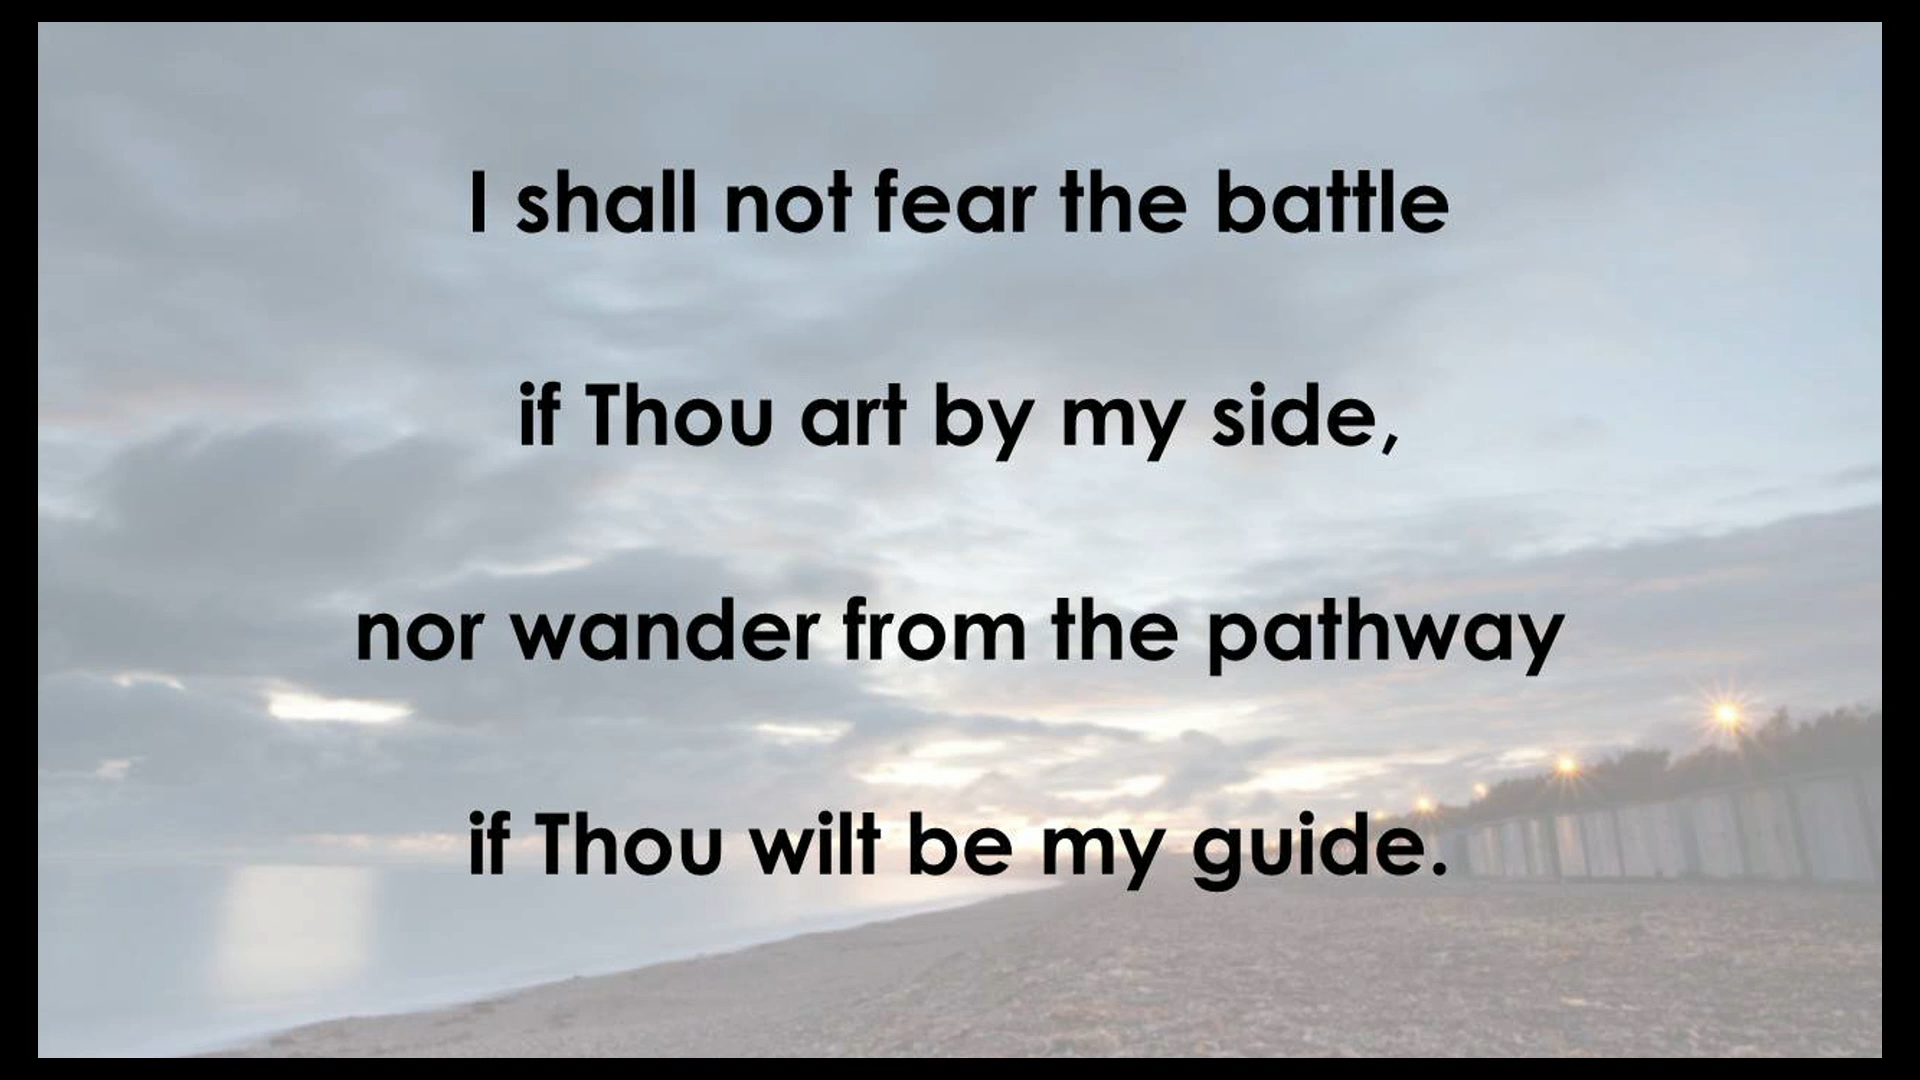 I shall not fear the battle
if Thou art by my side,
nor wander from the pathway
if Thou wilt be my guide.